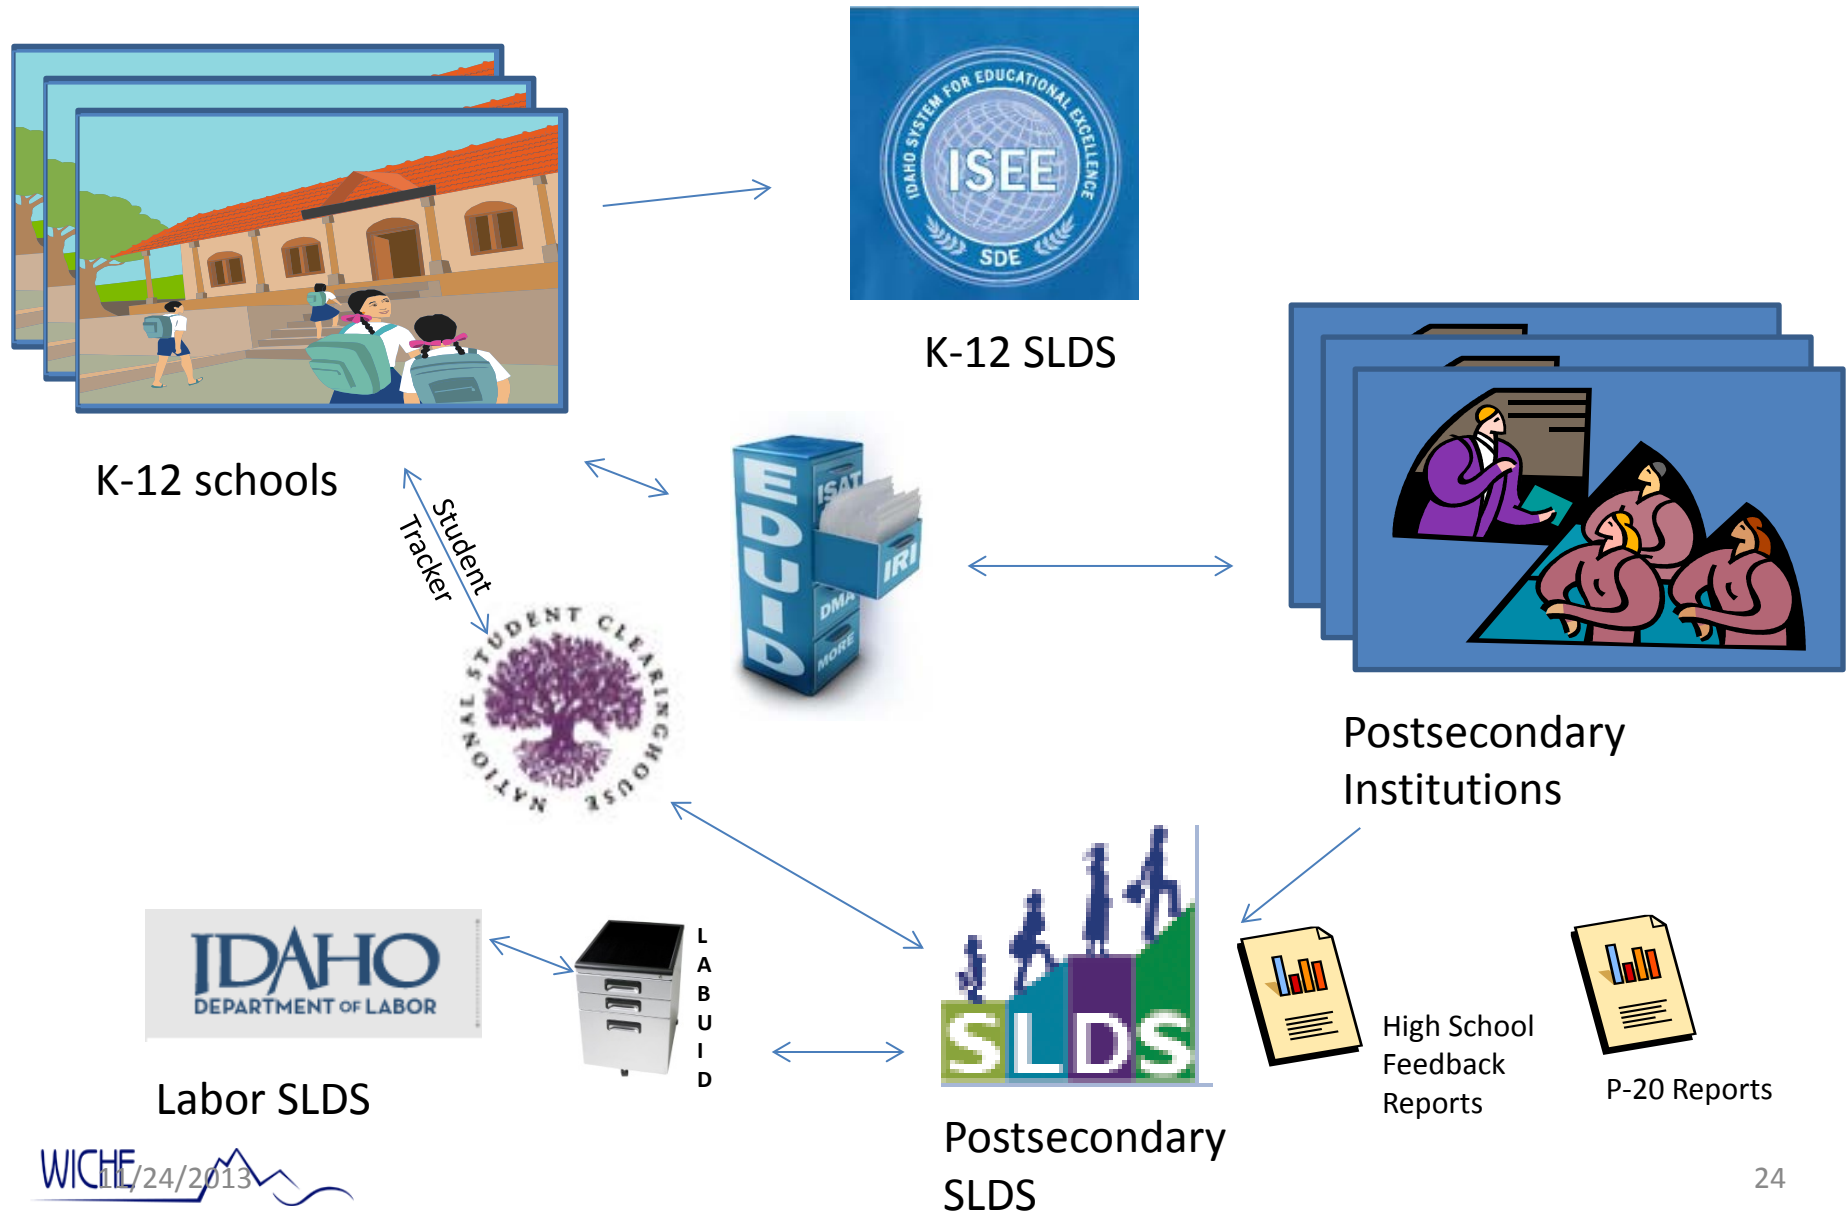 IDAHO SYSTEM FOR EDUCATIONAL EXCELLENCE
ISEE
SDE
K-12 SLDS
K-12 schools
Student
Tracker
EDUID
ISAT
IRI
DMA
MORE
NATIONAL STUDENT CLEARINGHOUSE
Postsecondary
Institutions
IDAHO
DEPARTMENT OF LABOR
Labor SLDS
L
A
B
U
I
D
SLDS
Postsecondary
SLDS
High School
Feedback
Reports
P-20 Reports
WICHE
11/24/2013
24